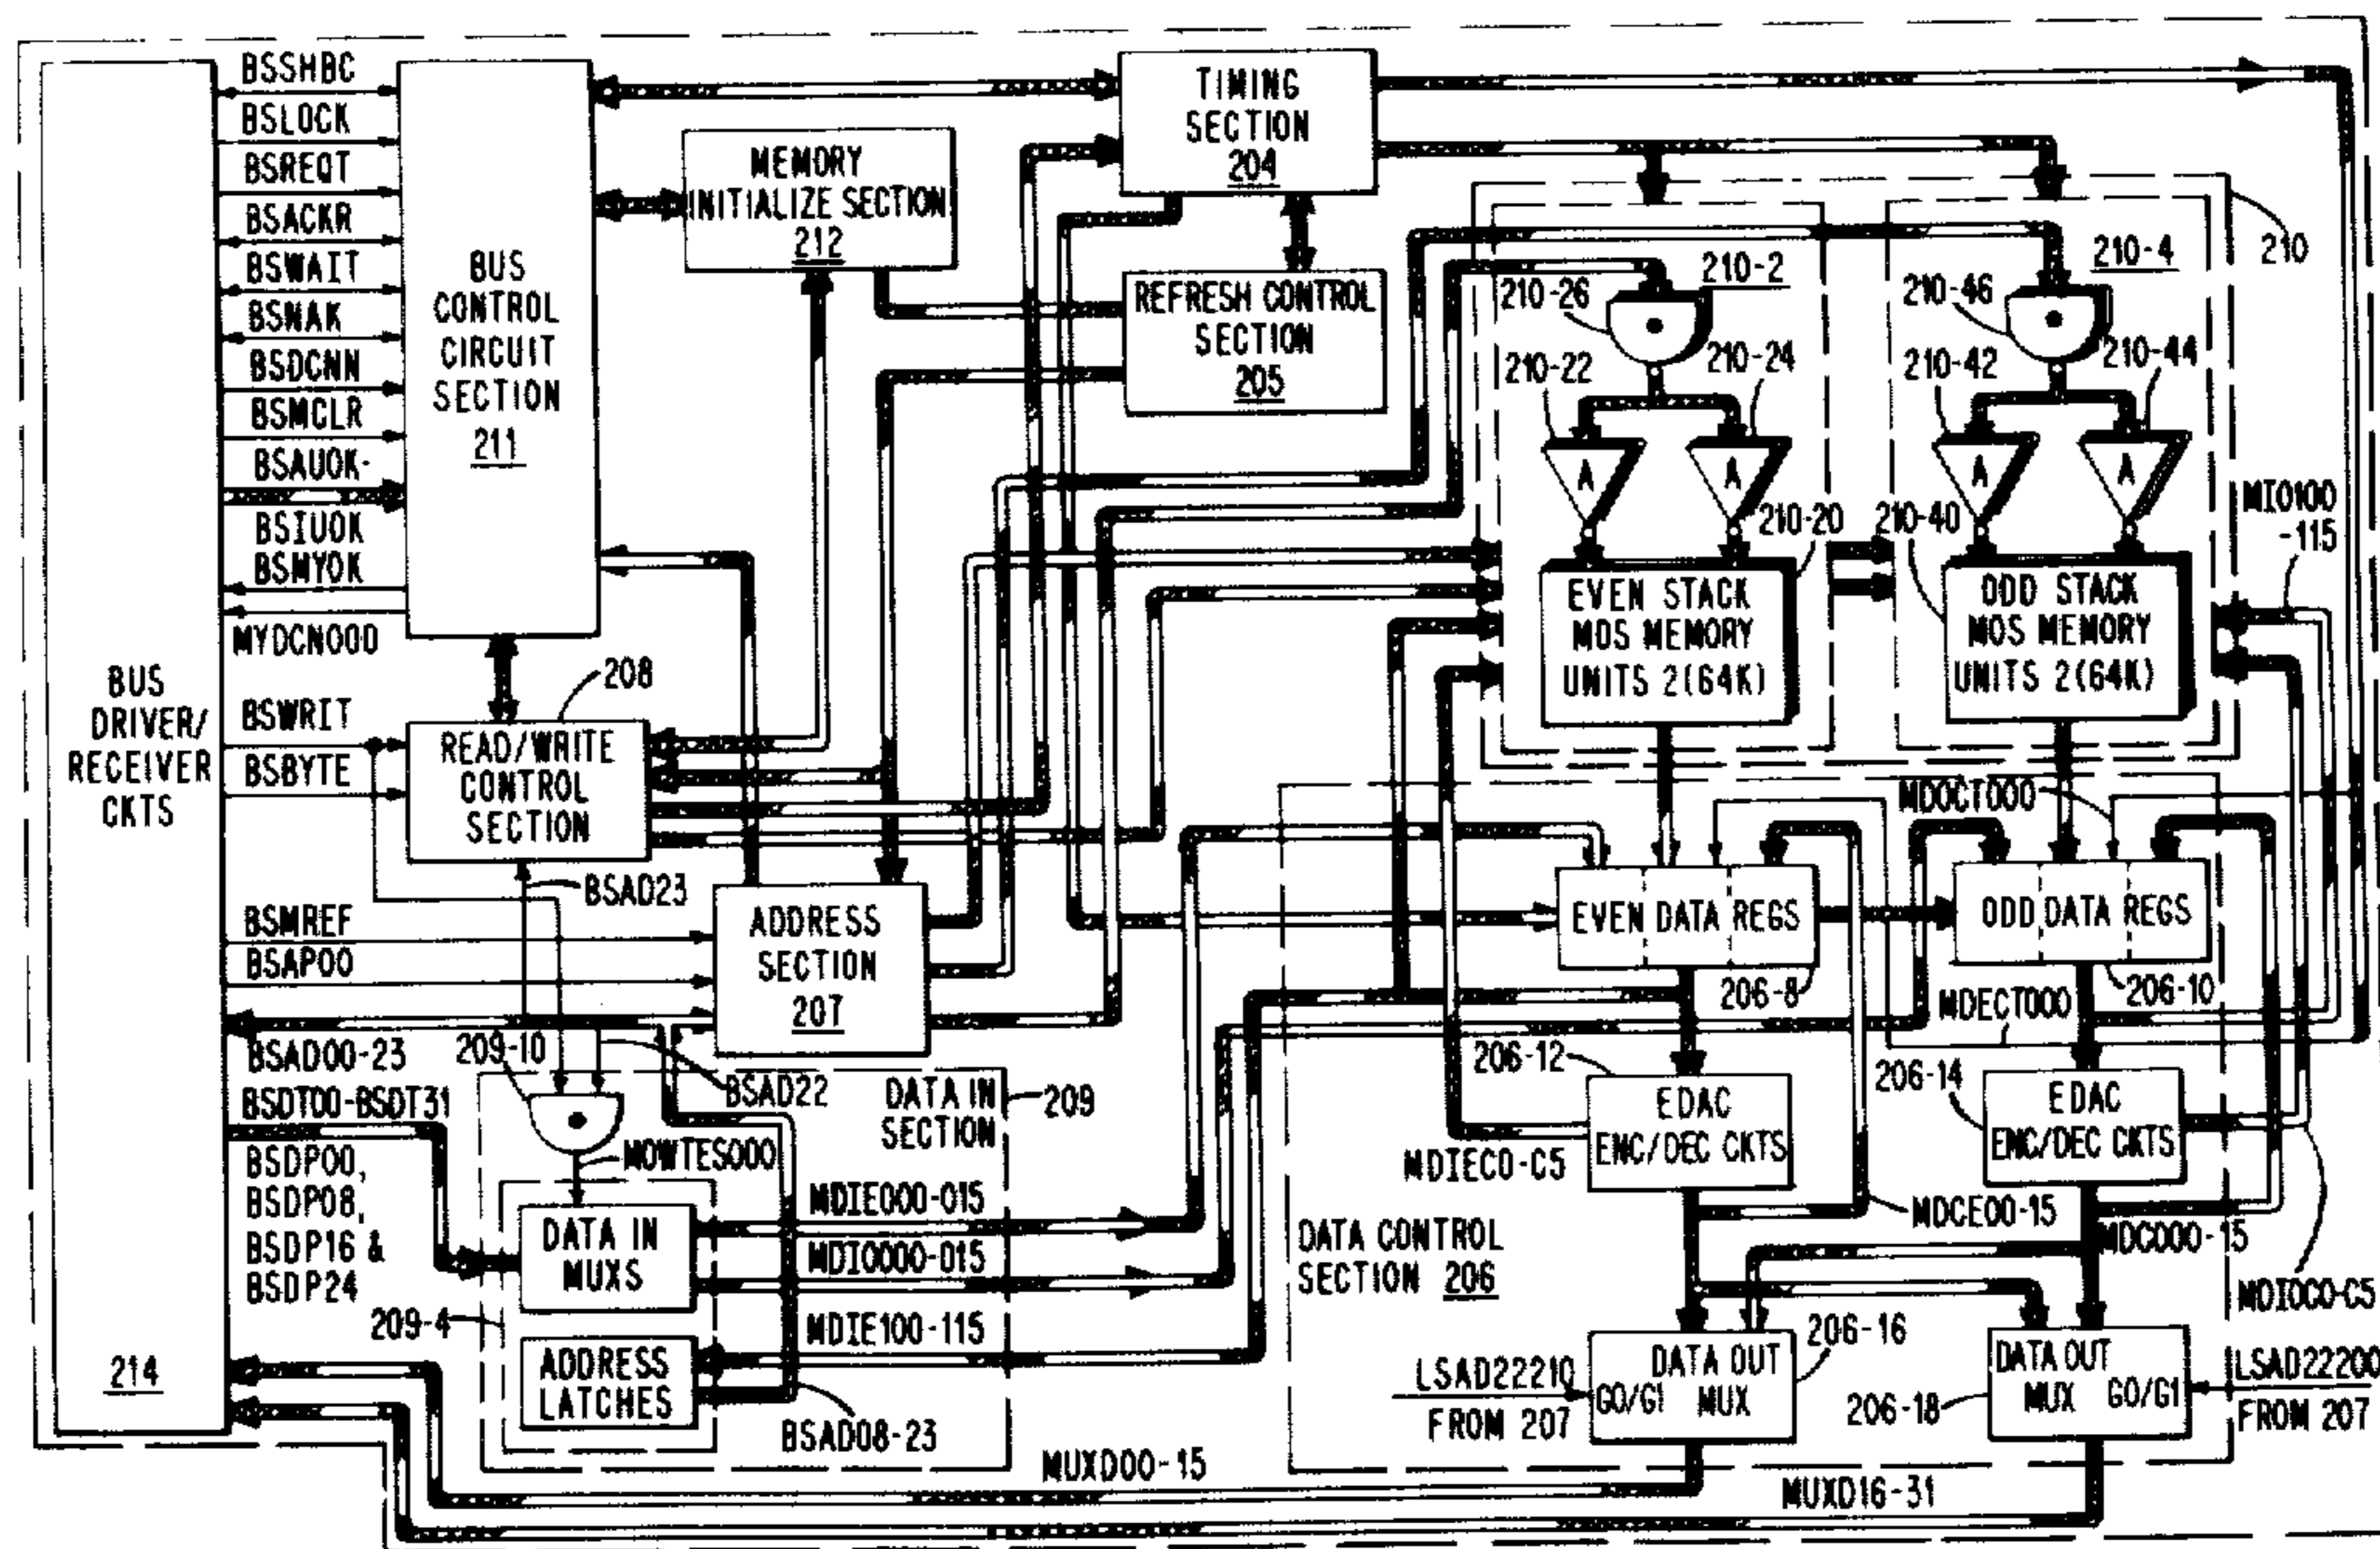 BSSHBC
BSLOCK
BSREQT
BSACKR
BSWAIT
BSNAK
BSDCNN
BSMCLR
BSAUOK-
BSIUOK
BSMYOK
MYDCN000
BSWRIT
BSBYTE
BSMREF
BSAP00
BSAD00-23
BSDT00-BSDT31
BSDP00,
BSDP08,
BSDP16 &
BSDP24
BUS
DRIVER/
RECEIVER
CKTS
214
BUS
CONTROL
CIRCUIT
SECTION
211
MEMORY
INITIALIZE SECTION
212
TIMING
SECTION
204
REFRESH CONTROL
SECTION
205
208
READ/WRITE
CONTROL
SECTION
BSAD23
ADDRESS
SECTION
207
209-10
BSAD22
DATA IN
SECTION
209
MOWTES000
DATA IN
MUXS
209-4
ADDRESS
LATCHES
MDIE000-015
MDIO000-015
MDIE100-115
BSAD08-23
MUXD00-15
MUXD16-31
210
210-2
210-4
210-26
210-46
210-22
210-24
210-42
210-44
A
A
A
A
210-20
210-40
MIO100
-115
EVEN STACK
MOS MEMORY
UNITS 2(64K)
ODD STACK
MOS MEMORY
UNITS 2(64K)
MDOCT000
EVEN DATA REGS
ODD DATA REGS
206-8
206-10
MDECT000
206-12
206-14
EDAC
ENC/DEC CKTS
EDAC
ENC/DEC CKTS
MDIEC0-C5
MDCE00-15
MDCO00-15
MDIOC0-C5
DATA CONTROL
SECTION 206
206-16
DATA OUT
G0/G1 MUX
DATA OUT
MUX G0/G1
206-18
LSAD22210
FROM 207
LSAD22200
FROM 207